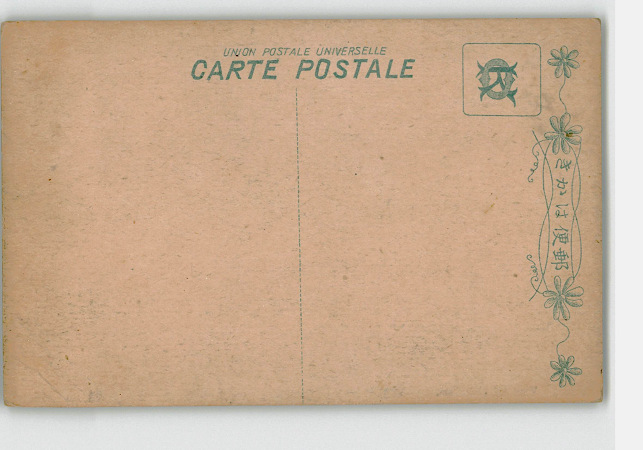 UNION POSTALE UNIVERSELLE
CARTE POSTALE
郵便はかき